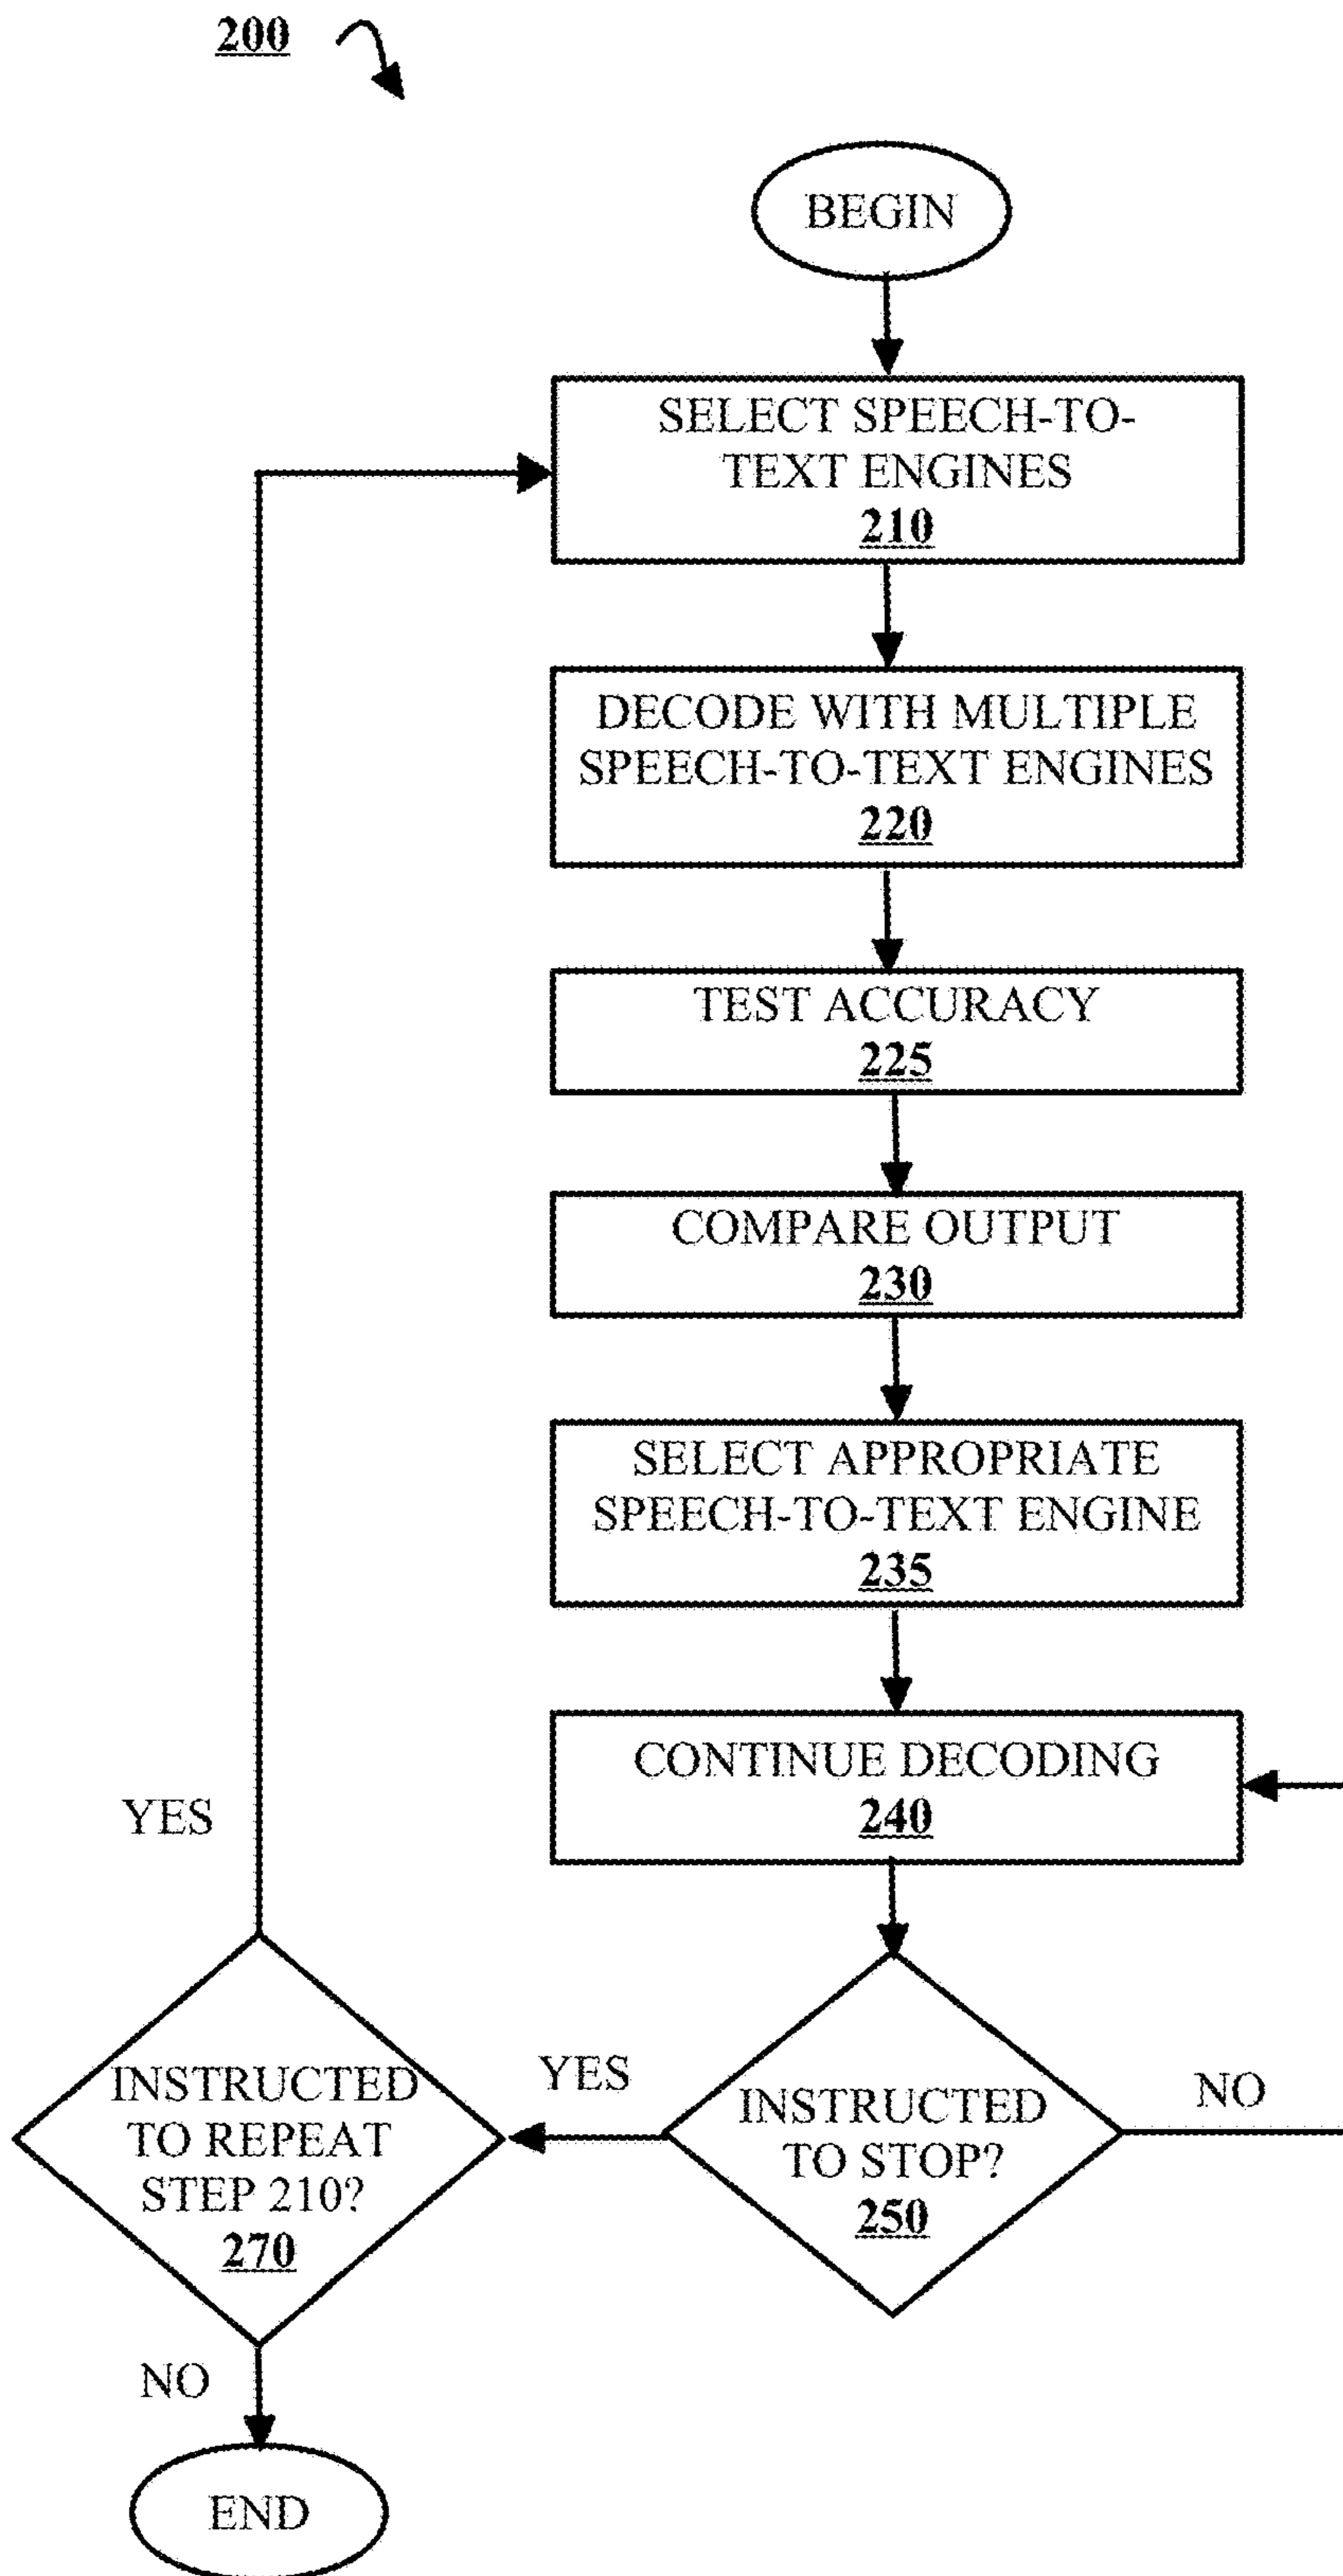 200
BEGIN
SELECT SPEECH-TO-
TEXT ENGINES
210
DECODE WITH MULTIPLE
SPEECH-TO-TEXT ENGINES
220
TEST ACCURACY
225
COMPARE OUTPUT
230
SELECT APPROPRIATE
SPEECH-TO-TEXT ENGINE
235
CONTINUE DECODING
240
YES
INSTRUCTED
TO REPEAT
STEP 210?
270
YES
INSTRUCTED
TO STOP?
250
NO
NO
END